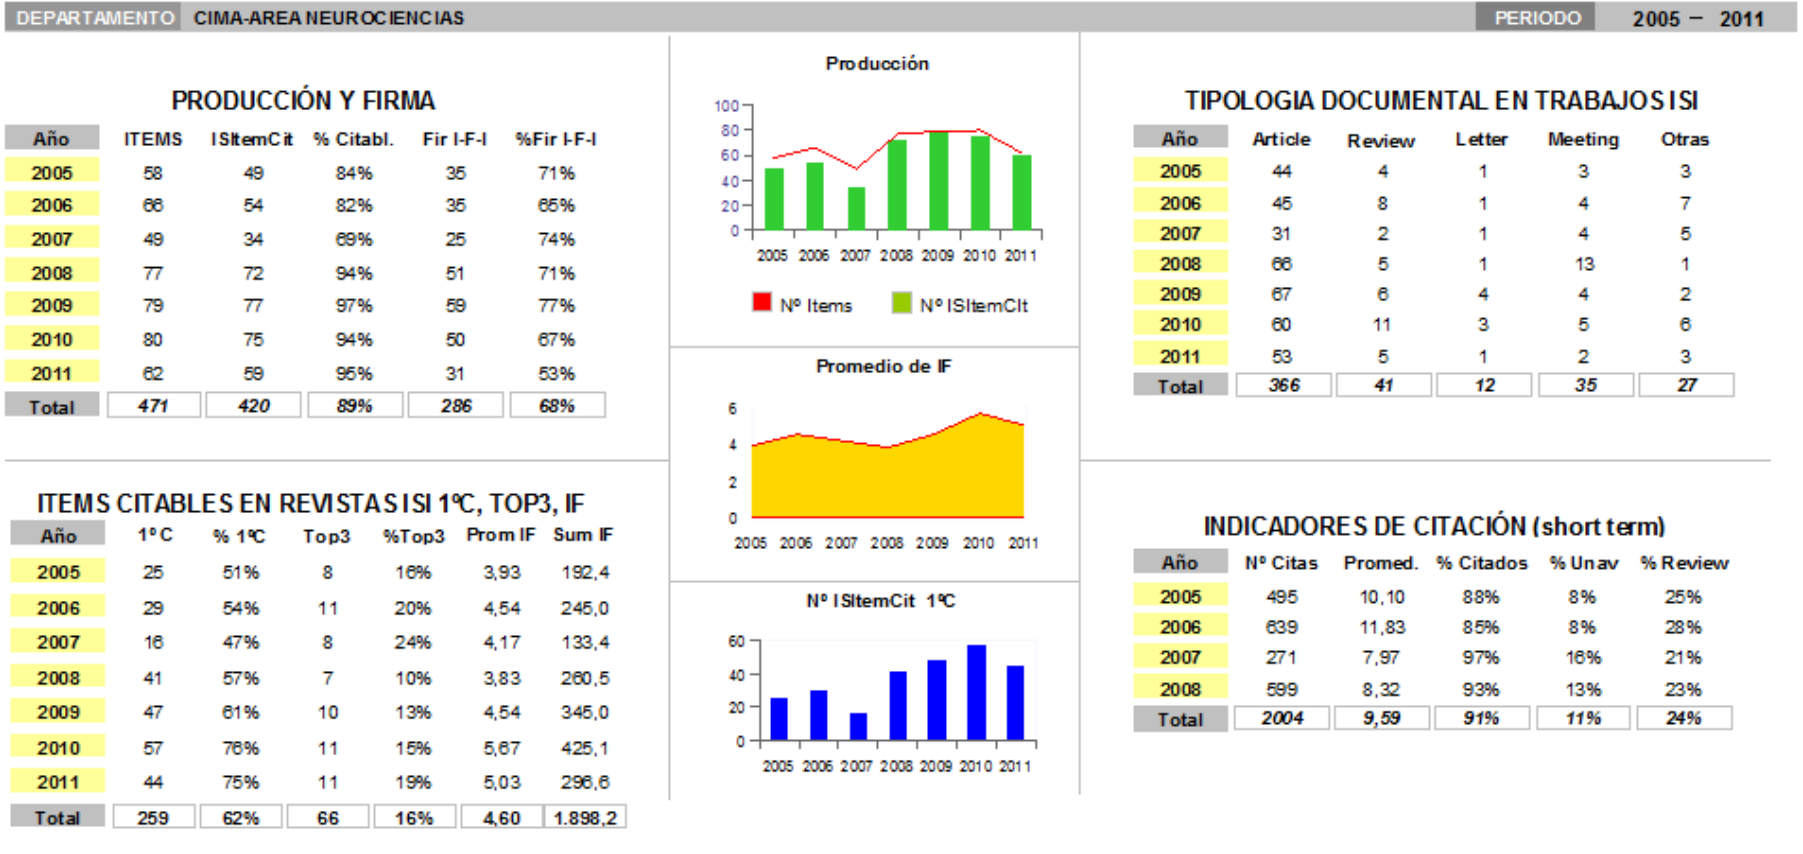 DEPARTAMENTO CIMA-AREA NEUROCIENCIAS PERIODO 2005 – 2011
PRODUCCIÓN Y FIRMA
Año ITEMS ISItemCit % Citabl. Fir I-F-I %Fir I-F-I
2005 58 49 84% 35 71%
2006 66 54 82% 35 65%
2007 49 34 69% 25 74%
2008 77 72 94% 51 71%
2009 79 77 97% 59 77%
2010 80 75 94% 50 67%
2011 62 59 95% 31 53%
Total 471 420 89% 286 68%
ITEMS CITABLES EN REVISTAS ISI 1ºC, TOP3, IF
Año 1º C % 1ºC Top3 %Top3 Prom IF Sum IF
2005 25 51% 8 16% 3,93 192,4
2006 29 54% 11 20% 4,54 245,0
2007 16 47% 8 24% 4,17 133,4
2008 41 57% 7 10% 3,83 260,5
2009 47 61% 10 13% 4,54 345,0
2010 57 76% 11 15% 5,67 425,1
2011 44 75% 11 19% 5,03 296,6
Total 259 62% 66 16% 4,60 1.898,2
Producción
100
80
60
40
20
0
2005 2006 2007 2008 2009 2010 2011
Nº Items Nº ISItemCIt
Promedio de IF
6
4
2
0
2005 2006 2007 2008 2009 2010 2011
Nº ISItemCit 1ºC
60
40
20
0
2005 2006 2007 2008 2009 2010 2011
TIPOLOGIA DOCUMENTAL EN TRABAJOS ISI
Año Article Review Letter Meeting Otras
2005 44 4 1 3 3
2006 45 8 1 4 7
2007 31 2 1 4 5
2008 66 5 1 13 1
2009 67 6 4 4 2
2010 60 11 3 5 6
2011 53 5 1 2 3
Total 366 41 12 35 27
INDICADORES DE CITACIÓN (short term)
Año Nº Citas Promed. % Citados % Unav % Review
2005 495 10,10 88% 8% 25%
2006 639 11,83 85% 8% 28%
2007 271 7,97 97% 16% 21%
2008 599 8,32 93% 13% 23%
Total 2004 9,59 91% 11% 24%